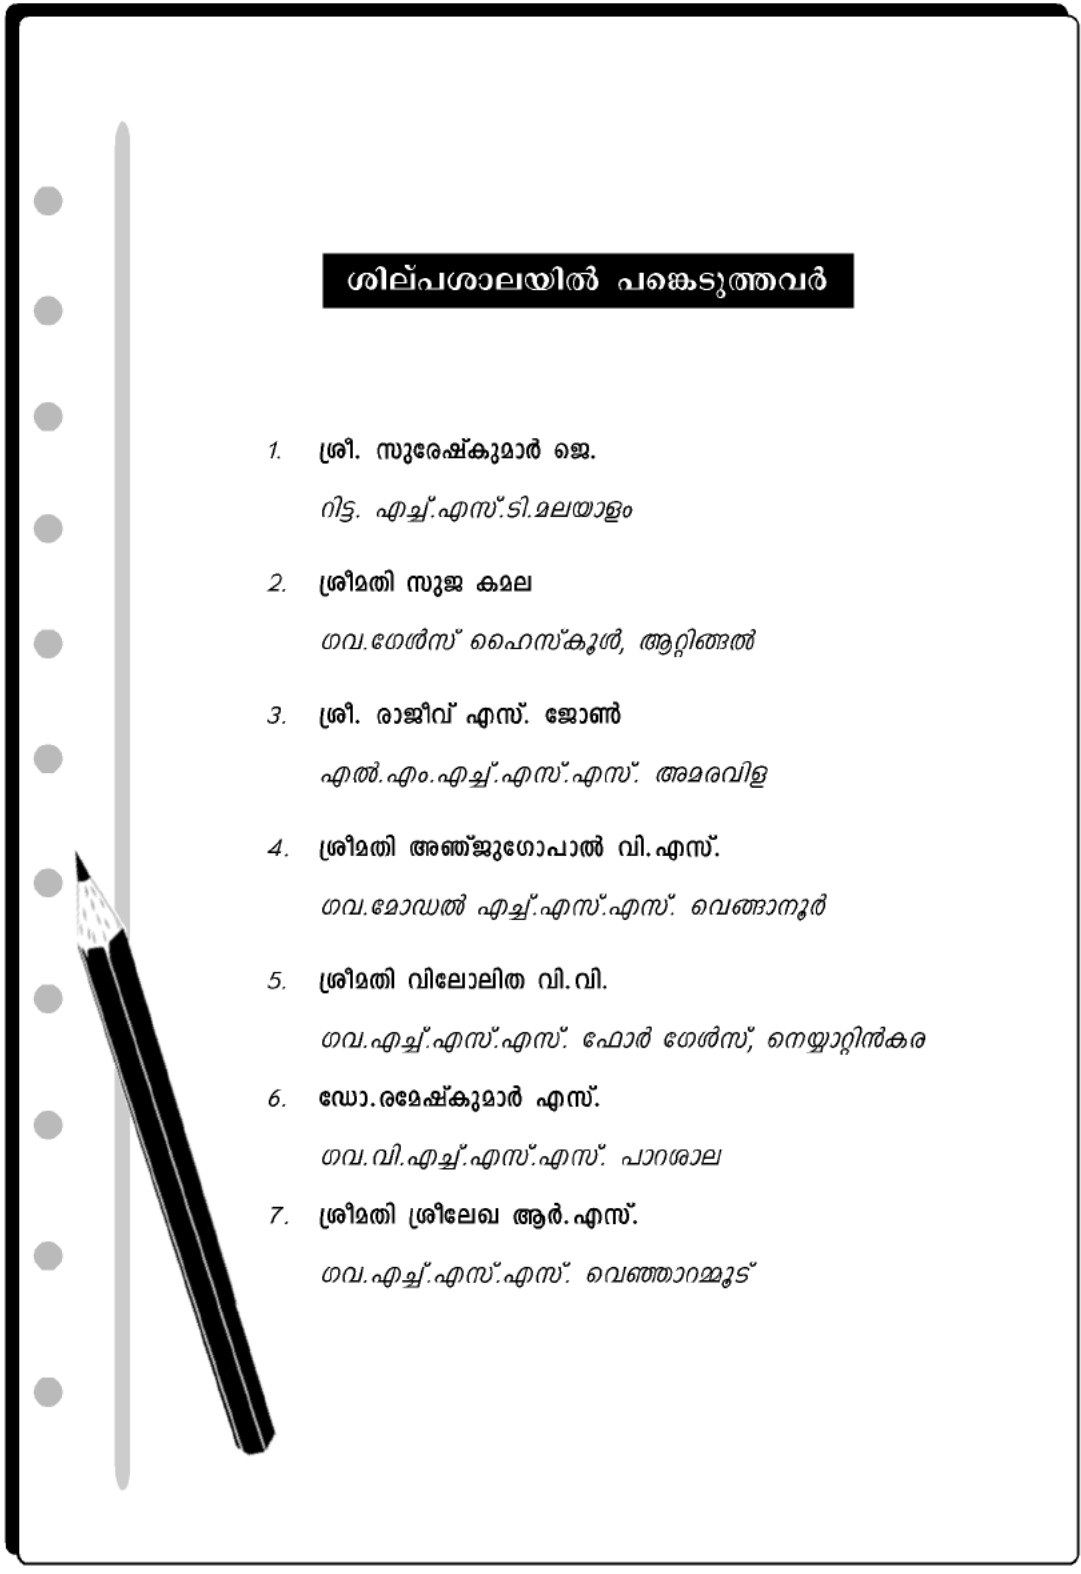 ശില്പശാലയിൽ പങ്കെടുത്തവർ
1. ശ്രീ. സുരേഷ്കുമാർ ജെ.
റിട്ട. എച്ച്.എസ്.ടി.മലയാളം
2. ശ്രീമതി സുജ കമല
ഗവ.ഗേൾസ് ഹൈസ്കൂൾ, ആറ്റിങ്ങൽ
3. ശ്രീ. രാജീവ് എസ്. ജോൺ
എൽ.എം.എച്ച്.എസ്.എസ്. അമരവിള
4. ശ്രീമതി അഞ്ജുഗോപാൽ വി.എസ്.
ഗവ.മോഡൽ എച്ച്.എസ്.എസ്. വെങ്ങാനൂർ
5. ശ്രീമതി വിലോലിത വി.വി.
ഗവ.എച്ച്.എസ്.എസ്. ഫോർ ഗേൾസ്, നെയ്യാറ്റിൻകര
6. ഡോ.രമേഷ്കുമാർ എസ്.
ഗവ.വി.എച്ച്.എസ്.എസ്. പാറശാല
7. ശ്രീമതി ശ്രീലേഖ ആർ.എസ്.
ഗവ.എച്ച്.എസ്.എസ്. വെഞ്ഞാറമ്മൂട്